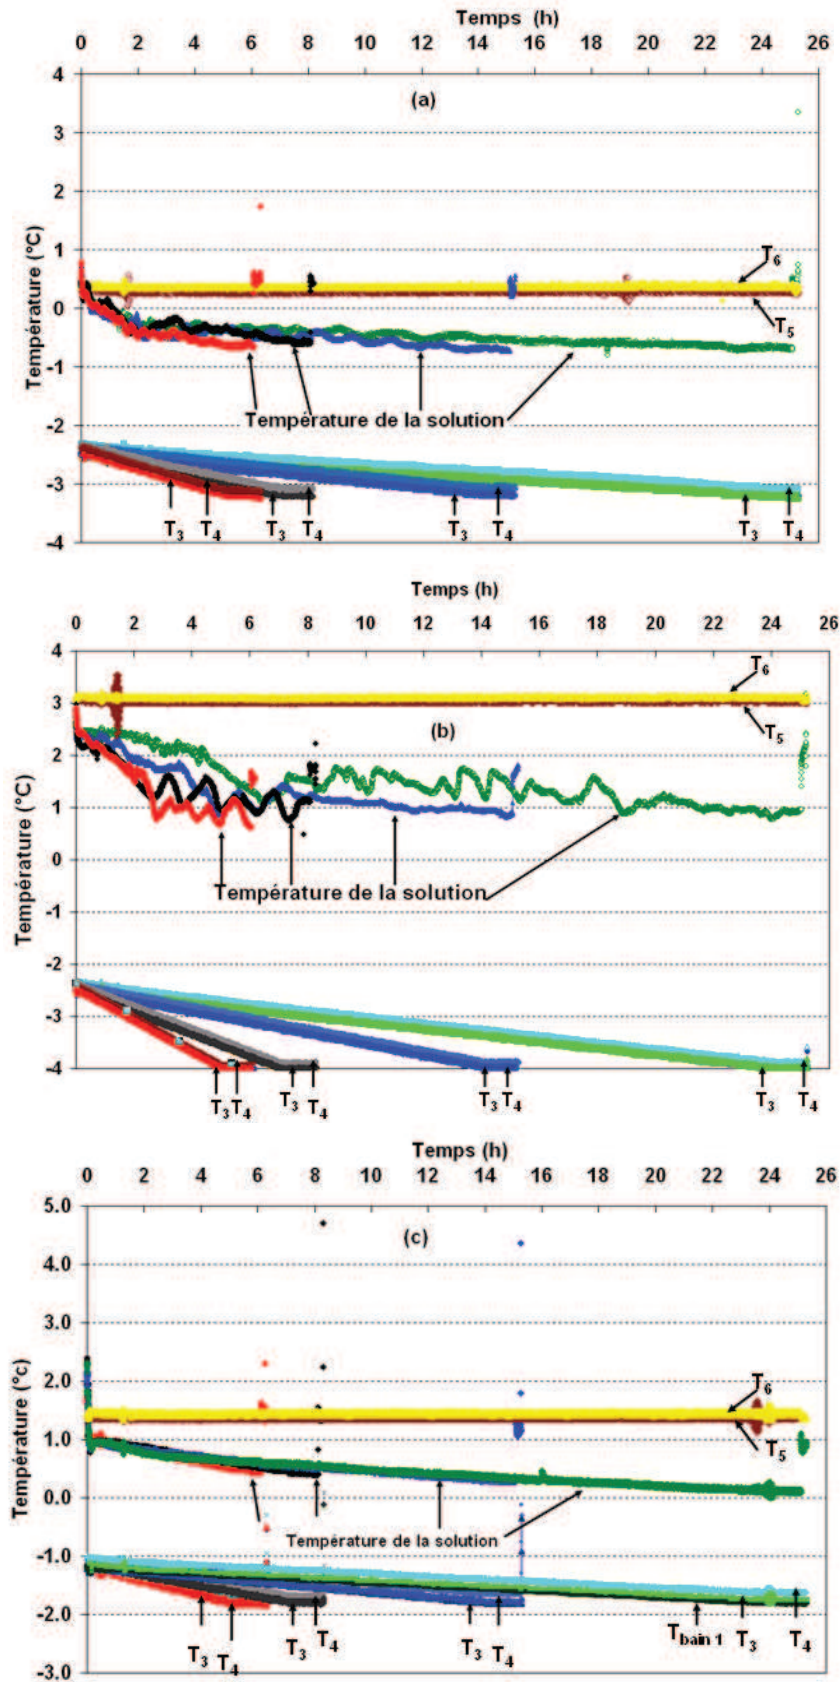 Temps (h)
0 2 4 6 8 10 12 14 16 18 20 22 24 26
(a)
Température (°C)
4
3
2
1
0
-1
-2
-3
-4
T6
T5
Température de la solution
T3 T4 T3 T4 T3 T4 T3 T4
Temps (h)
0 2 4 6 8 10 12 14 16 18 20 22 24 26
(b)
Température (°C)
4
3
2
1
0
-1
-2
-3
-4
T6
T5
Température de la solution
T3 T4 T3 T4 T3 T4 T3 T4
Temps (h)
0 2 4 6 8 10 12 14 16 18 20 22 24 26
(c)
Température (°c)
5.0
4.0
3.0
2.0
1.0
0.0
-1.0
-2.0
-3.0
T6
T5
Température de la solution
T3 T4 T3 T4 T3 T4 Tbain 1 T3 T4